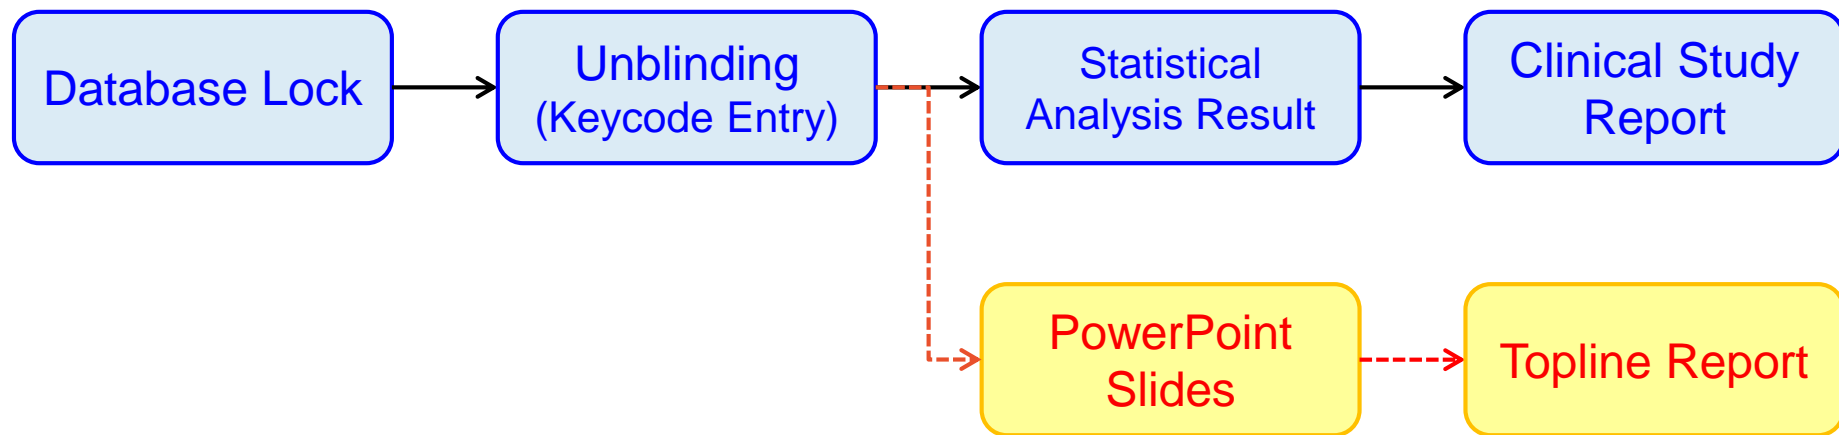 Database Lock
Unblinding
(Keycode Entry)
Statistical
Analysis Result
Clinical Study
Report
PowerPoint
Slides
Topline Report